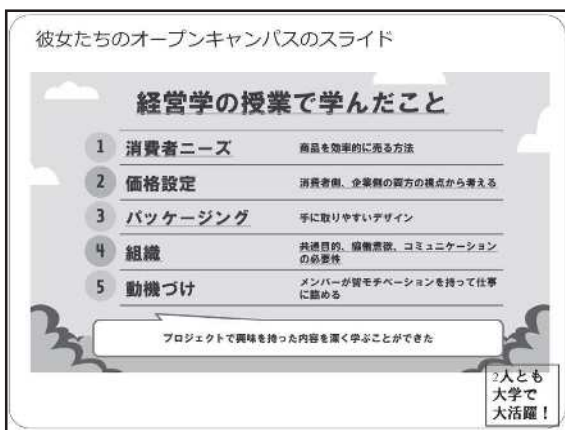 彼女たちのオープンキャンパスのスライド
経営学の授業で学んだこと
1 消費者ニーズ 商品を効率的に売る方法
2 価格設定 消費者側、企業側の両方の視点から考える
3 パッケージング 手に取りやすいデザイン
4 組織 共通目的、協働意欲、コミュニケーション
の必要性
5 動機づけ メンバーが皆モチベーションを持って仕事
に臨める
プロジェクトで興味を持った内容を深く学ぶことができた
2人とも
大学で
大活躍！